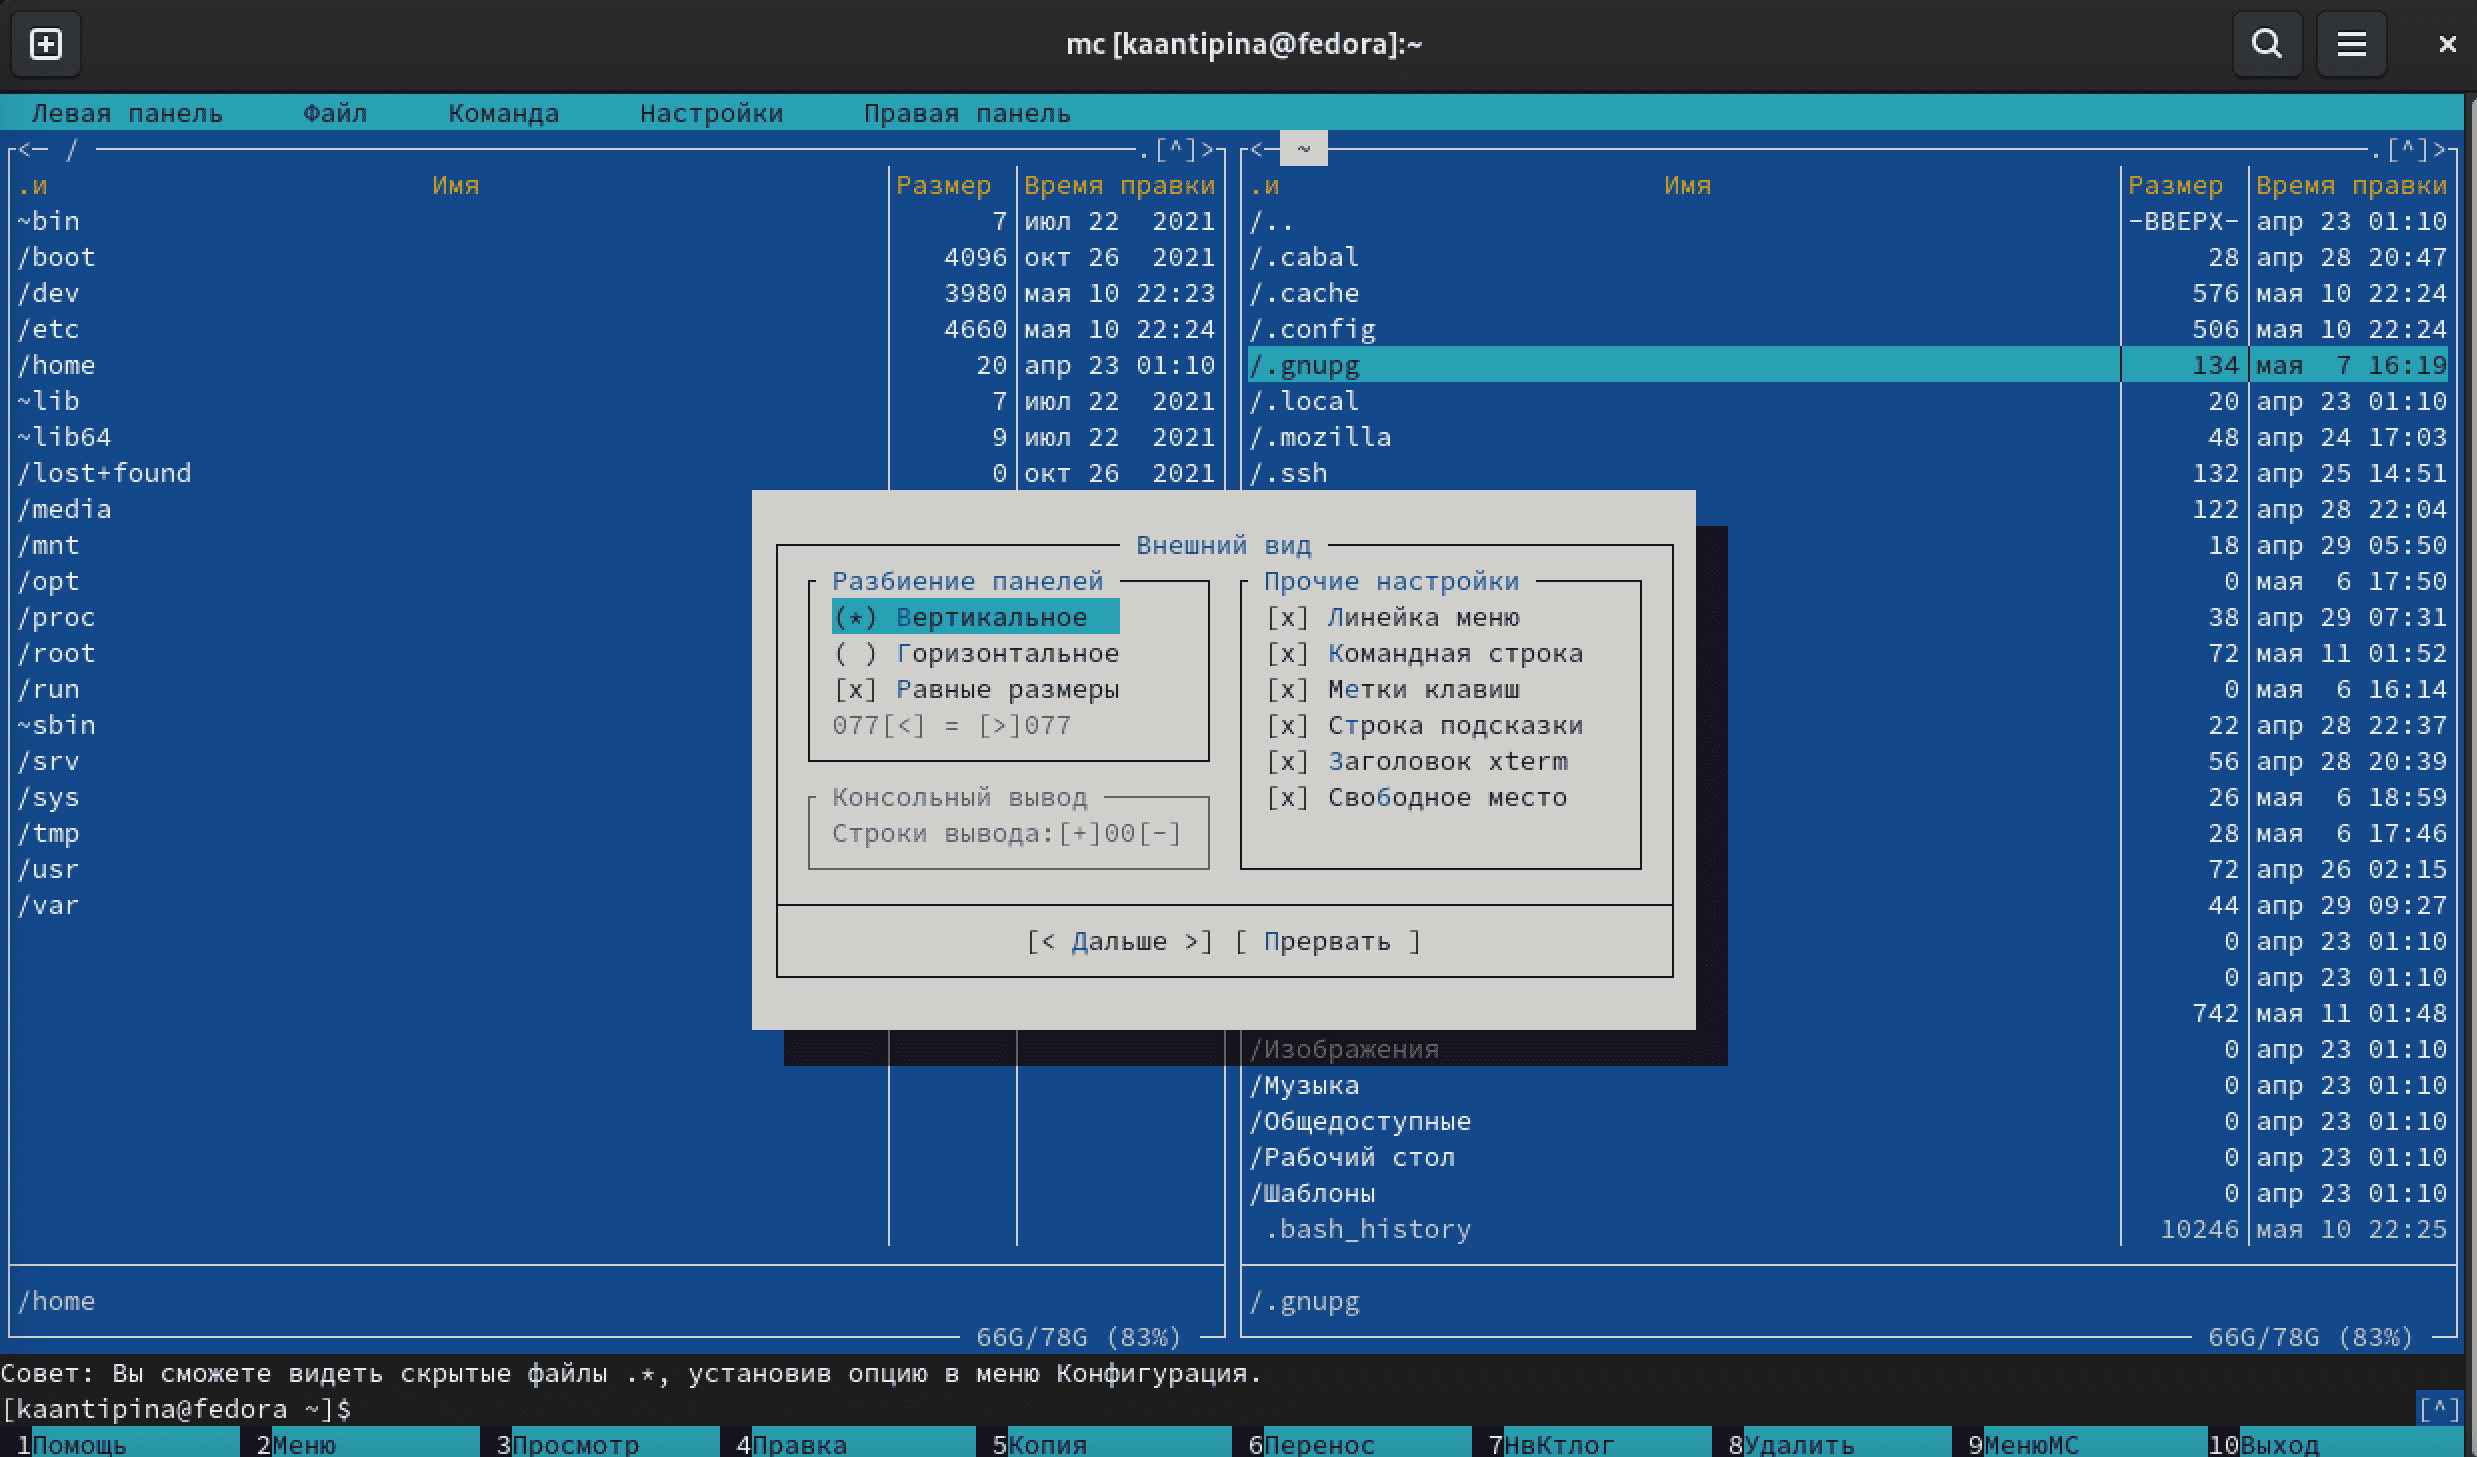 mc [kaantipina@fedora]:~
Левая панель Файл Команда Настройки Правая панель
<─ / .[^]> <─ ~ .[^]>
.и Имя Размер Время правки .и Имя Размер Время правки
~bin 7 июл 22 2021 /.. -ВВЕРХ- апр 23 01:10
/boot 4096 окт 26 2021 /.cabal 28 апр 28 20:47
/dev 3980 мая 10 22:23 /.cache 576 мая 10 22:24
/etc 4660 мая 10 22:24 /.config 506 мая 10 22:24
/home 20 апр 23 01:10 /.gnupg 134 мая 7 16:19
~lib 7 июл 22 2021 /.local 20 апр 23 01:10
~lib64 9 июл 22 2021 /.mozilla 48 апр 24 17:03
/lost+found 0 окт 26 2021 /.ssh 132 апр 25 14:51
/media 122 апр 28 22:04
/mnt Внешний вид 18 апр 29 05:50
/opt Разбиение панелей Прочие настройки 0 мая 6 17:50
/proc (*) Вертикальное [x] Линейка меню 38 апр 29 07:31
/root ( ) Горизонтальное [x] Командная строка 72 мая 11 01:52
/run [x] Равные размеры [x] Метки клавиш 0 мая 6 16:14
~sbin 077[<] = [>]077 [x] Строка подсказки 22 апр 28 22:37
/srv [x] Заголовок xterm 56 апр 28 20:39
/sys Консольный вывод [x] Свободное место 26 мая 6 18:59
/tmp Строки вывода:[+]00[-] 28 мая 6 17:46
/usr 72 апр 26 02:15
/var 44 апр 29 09:27
[< Дальше >] [ Прервать ] 0 апр 23 01:10
0 апр 23 01:10
742 мая 11 01:48
/Изображения 0 апр 23 01:10
/Музыка 0 апр 23 01:10
/Общедоступные 0 апр 23 01:10
/Рабочий стол 0 апр 23 01:10
/Шаблоны 0 апр 23 01:10
.bash_history 10246 мая 10 22:25
/home /.gnupg
66G/78G (83%) 66G/78G (83%)
Совет: Вы сможете видеть скрытые файлы .*, установив опцию в меню Конфигурация.
[kaantipina@fedora ~]$ [^]
1Помощь 2Меню 3Просмотр 4Правка 5Копия 6Перенос 7НвКтлог 8Удалить 9МенюMC 10Выход